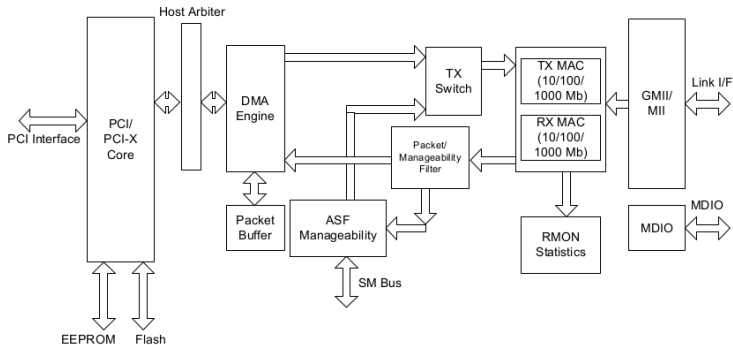 Host Arbiter
PCI Interface
PCI/
PCI-X
Core
DMA
Engine
TX
Switch
TX MAC
(10/100/
1000 Mb)
RX MAC
(10/100/
1000 Mb)
GMII/
MII
Link I/F
Packet/
Manageability
Filter
Packet
Buffer
ASF
Manageability
RMON
Statistics
MDIO
MDIO
SM Bus
EEPROM
Flash